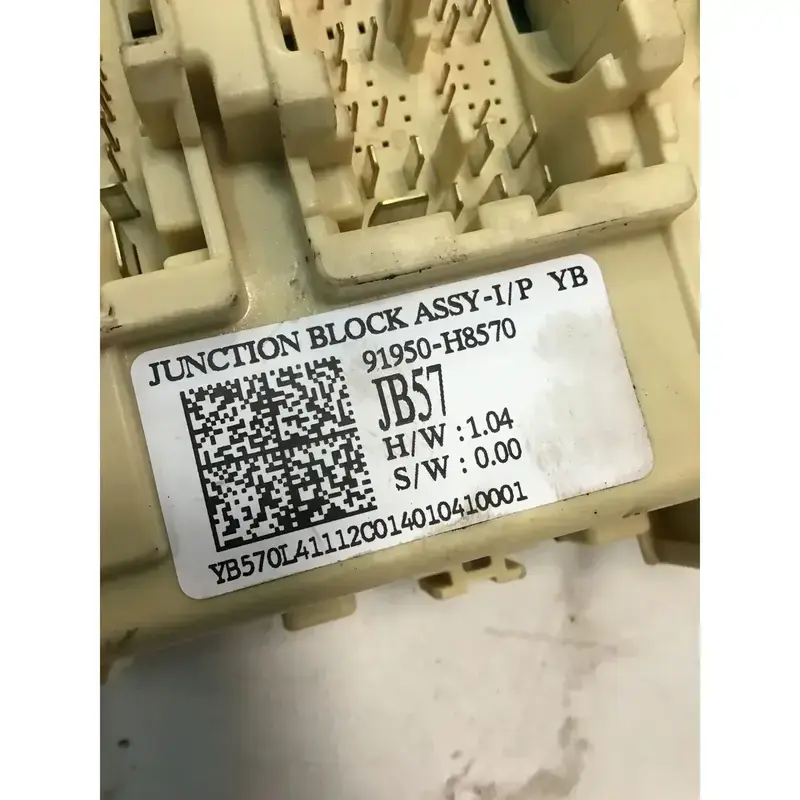 JUNCTION BLOCK ASSY-I/P YB
91950-H8570
JB57
H/W : 1.04
S/W : 0.00
YB570L41112C014010410001